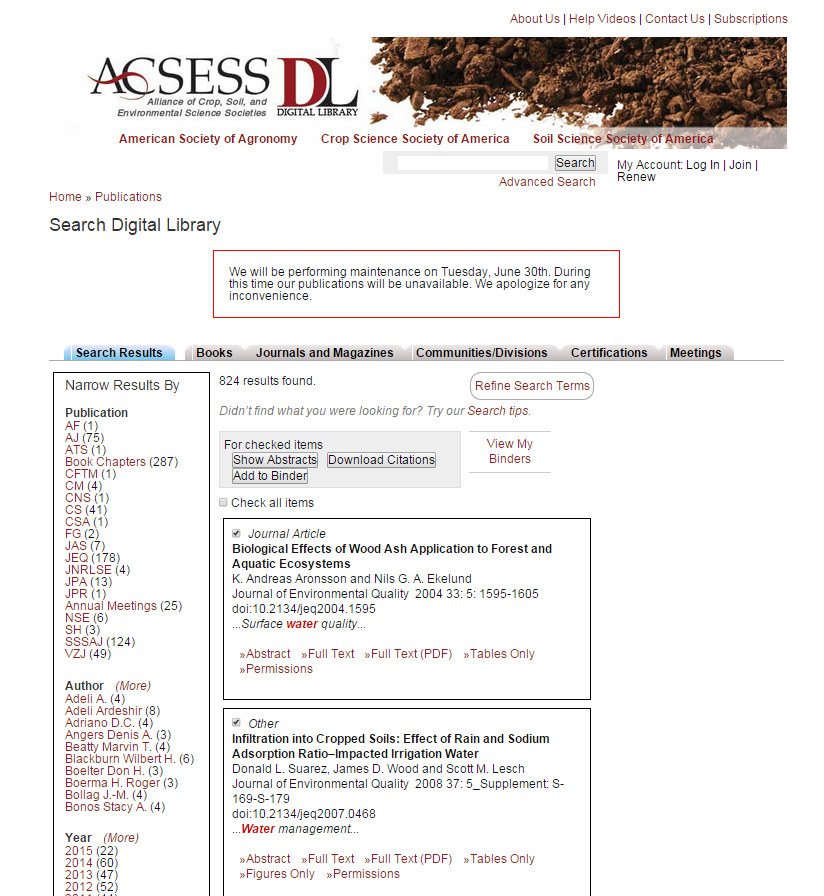 About Us | Help Videos | Contact Us | Subscriptions
ACSESS DL
Alliance of Crop, Soil, and
Environmental Science Societies
DIGITAL LIBRARY
American Society of Agronomy Crop Science Society of America Soil Science Society of America
Search
My Account: Log In | Join |
Renew
Advanced Search
Home » Publications
Search Digital Library
We will be performing maintenance on Tuesday, June 30th. During
this time our publications will be unavailable. We apologize for any
inconvenience.
Search Results Books Journals and Magazines Communities/Divisions Certifications Meetings
Narrow Results By
Publication
AF (1)
AJ (75)
ATS (1)
Book Chapters (287)
CFTM (1)
CM (4)
CNS (1)
CS (41)
CSA (1)
FG (2)
JAS (7)
JEQ (178)
JNRLSE (4)
JPA (13)
JPR (1)
Annual Meetings (25)
NSE (6)
SH (3)
SSSAJ (124)
VZJ (49)
Author (More)
Adeli A. (4)
Adeli Ardeshir (8)
Adriano D.C. (4)
Angers Denis A. (3)
Beatty Marvin T. (4)
Blackburn Wilbert H. (6)
Boelter Don H. (3)
Boerma H. Roger (3)
Bollag J.-M. (4)
Bonos Stacy A. (4)
Year (More)
2015 (22)
2014 (60)
2013 (47)
2012 (52)
824 results found.
Refine Search Terms
Didn't find what you were looking for? Try our Search tips.
For checked items
Show Abstracts Download Citations
Add to Binder
View My
Binders
Check all items
Journal Article
Biological Effects of Wood Ash Application to Forest and
Aquatic Ecosystems
K. Andreas Aronsson and Nils G. A. Ekelund
Journal of Environmental Quality 2004 33: 5: 1595-1605
doi:10.2134/jeq2004.1595
...Surface water quality...
»Abstract »Full Text »Full Text (PDF) »Tables Only
»Permissions
Other
Infiltration into Cropped Soils: Effect of Rain and Sodium
Adsorption Ratio–Impacted Irrigation Water
Donald L. Suarez, James D. Wood and Scott M. Lesch
Journal of Environmental Quality 2008 37: 5_Supplement: S-
169-S-179
doi:10.2134/jeq2007.0468
...Water management...
»Abstract »Full Text »Full Text (PDF) »Tables Only
»Figures Only »Permissions